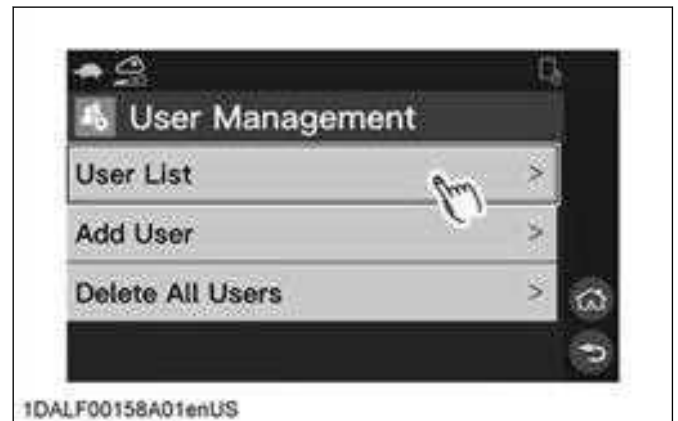 User Management
User List >
Add User >
Delete All Users >
1DALF00158A01enUS